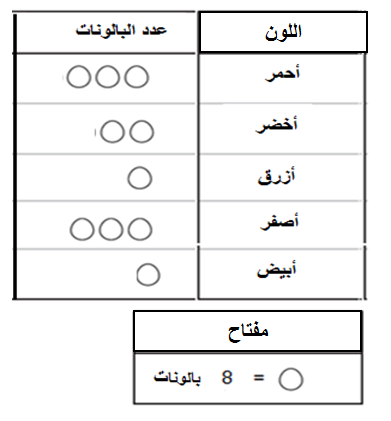 اللون عدد البالونات
أحمر
أخضر
أزرق
أصفر
أبيض
مفتاح
= 8 بالونات